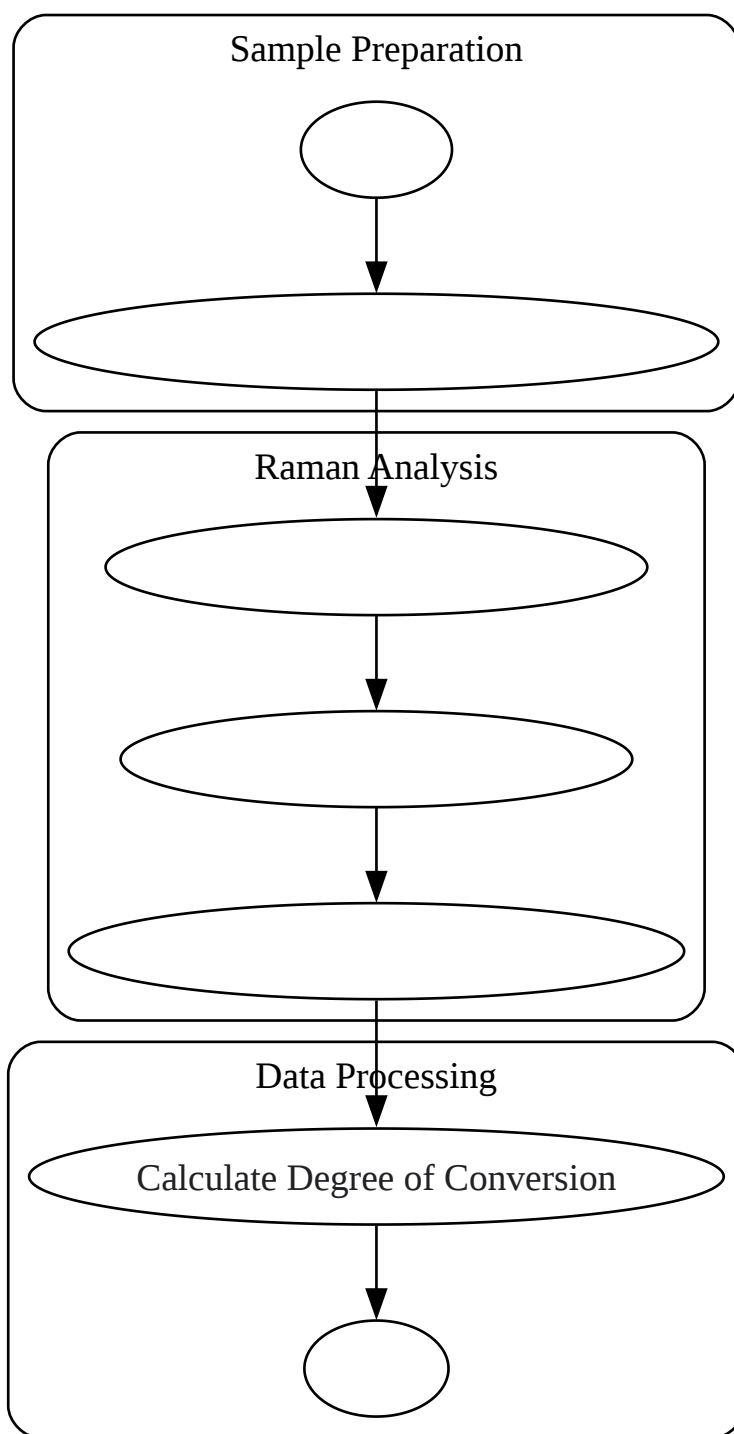 Sample Preparation
Raman Analysis
Data Processing
Calculate Degree of Conversion